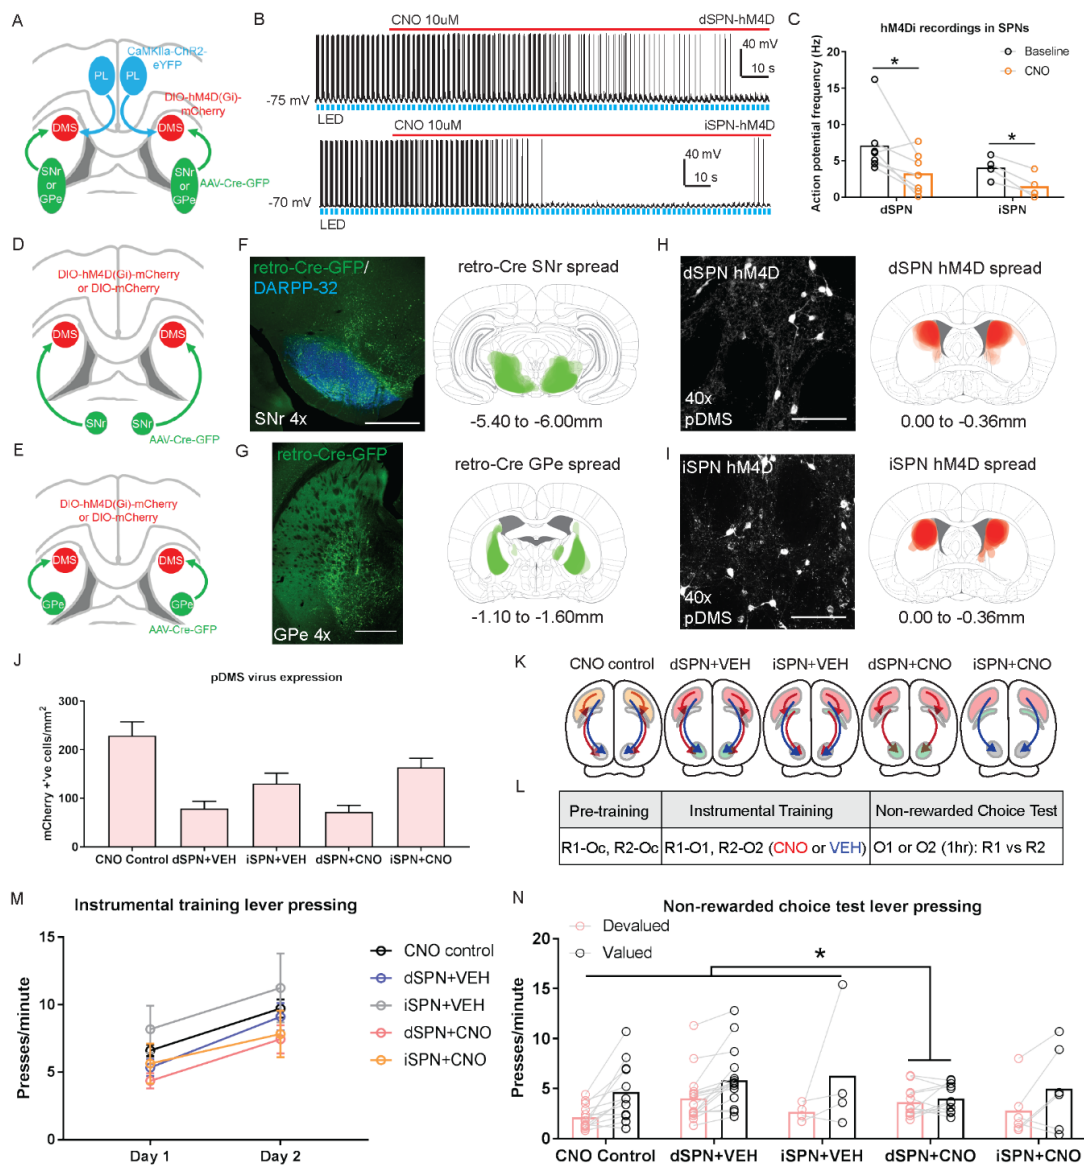 A
CaMKIIa-ChR2-
eYFP
PL
PL
DIO-hM4D(Gi)-
mCherry
DMS
DMS
SNr
or
GPe
SNr
or
GPe
AAV-Cre-GFP
B
CNO 10uM
dSPN-hM4D
40 mV
10 s
-75 mV
LED
CNO 10uM
iSPN-hM4D
40 mV
10 s
-70 mV
LED
C
hM4Di recordings in SPNs
Action potential frequency (Hz)
20
15
10
5
0
*
*
Baseline
CNO
dSPN
iSPN
D
DIO-hM4D(Gi)-mCherry
or DIO-mCherry
DMS
DMS
SNr
SNr
AAV-Cre-GFP
E
DIO-hM4D(Gi)-mCherry
or DIO-mCherry
DMS
DMS
GPe
GPe
AAV-Cre-GFP
F
retro-Cre-GFP/
DARPP-32
SNr 4x
retro-Cre SNr spread
-5.40 to -6.00mm
G
retro-Cre-GFP
GPe 4x
retro-Cre GPe spread
-1.10 to -1.60mm
H
dSPN hM4D
40x
pDMS
dSPN hM4D spread
0.00 to -0.36mm
I
iSPN hM4D
40x
pDMS
iSPN hM4D spread
0.00 to -0.36mm
J
pDMS virus expression
mCherry +'ve cells/mm²
300
200
100
0
CNO Control
dSPN+VEH
iSPN+VEH
dSPN+CNO
iSPN+CNO
K
CNO control
dSPN+VEH
iSPN+VEH
dSPN+CNO
iSPN+CNO
L
Pre-training
Instrumental Training
Non-rewarded Choice Test
R1-Oc, R2-Oc
R1-O1, R2-O2 (CNO or VEH)
O1 or O2 (1hr): R1 vs R2
M
Instrumental training lever pressing
Presses/minute
15
10
5
0
Day 1
Day 2
CNO control
dSPN+VEH
iSPN+VEH
dSPN+CNO
iSPN+CNO
N
Non-rewarded choice test lever pressing
Devalued
Valued
*
Presses/minute
20
15
10
5
0
CNO Control
dSPN+VEH
iSPN+VEH
dSPN+CNO
iSPN+CNO